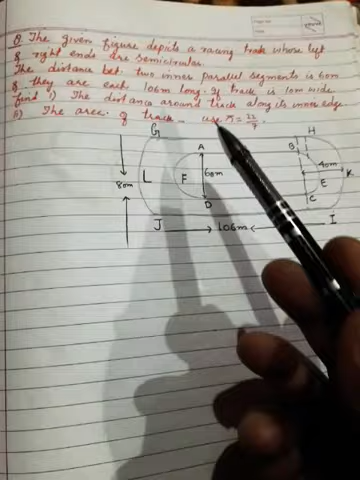 Q. The given figure depicts a racing track whose left
& right ends are semicircular.
The distance bet. two inner parallel segments is 60m
& they are each 106m long. If track is 10m wide
find i) The distance around track along its inner edge.
ii) The area of track - use π = 22/7.
G H
A B
80m L F 60m 40m E K
D C
J 106m I